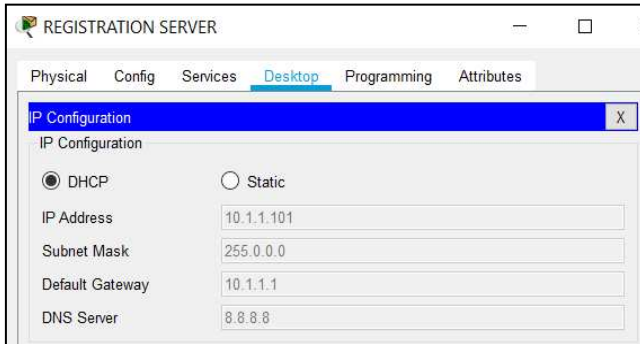 REGISTRATION SERVER
Physical Config Services Desktop Programming Attributes
IP Configuration X
IP Configuration
DHCP Static
IP Address 10.1.1.101
Subnet Mask 255.0.0.0
Default Gateway 10.1.1.1
DNS Server 8.8.8.8